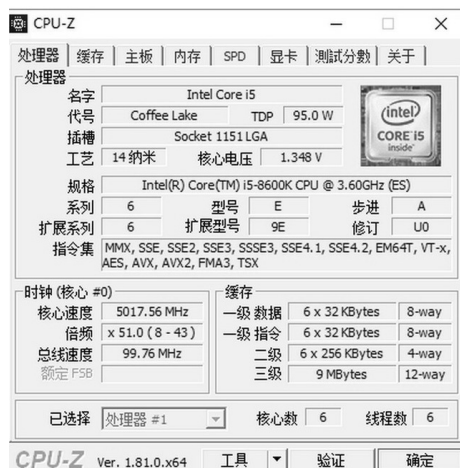 CPU-Z
处理器 缓存 主板 内存 SPD 显卡 測試分數 关于
处理器
名字 Intel Core i5
代号 Coffee Lake TDP 95.0 W
插槽 Socket 1151 LGA
工艺 14 纳米 核心电压 1.348 V
(intel) CORE i5 inside
规格 Intel(R) Core(TM) i5-8600K CPU @ 3.60GHz (ES)
系列 6 型号 E 步进 A
扩展系列 6 扩展型号 9E 修订 U0
指令集 MMX, SSE, SSE2, SSE3, SSSE3, SSE4.1, SSE4.2, EM64T, VT-x,
AES, AVX, AVX2, FMA3, TSX
时钟 (核心 #0) 缓存
核心速度 5017.56 MHz 一级 数据 6 x 32 KBytes 8-way
倍频 x 51.0 ( 8 - 43 ) 一级 指令 6 x 32 KBytes 8-way
总线速度 99.76 MHz 二级 6 x 256 KBytes 4-way
额定 FSB 三级 9 MBytes 12-way
已选择 处理器 #1 核心数 6 线程数 6
CPU-Z Ver. 1.81.0.x64 工具 验证 确定